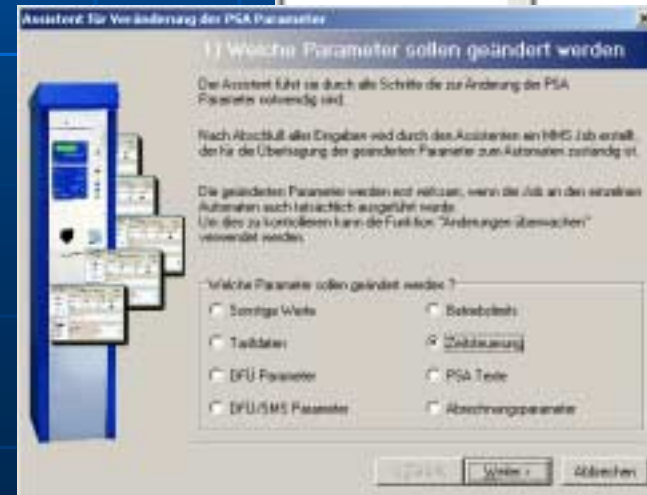 Assistent für Veränderung der PSA Parameter
1) Welche Parameter sollen geändert werden
Der Assistent führt sie durch alle Schritte die zur Änderung der PSA
Parameter notwendig sind.
Nach Abschluß aller Eingaben wird durch den Assistenten ein MMS Job erstellt,
der für die Übertragung der geänderten Parameter zum Automaten zuständig ist.
Die geänderten Parameter werden erst wirksam, wenn die Job an den einzelnen
Automaten auch tatsächlich ausgeführt wurde.
Um dies zu kontrollieren kann die Funktion "Änderungen überwachen"
verwendet werden.
Welche Parameter sollen geändert werden ?
Sonstige Werte
Betriebslimits
Tarifdaten
Zeitsteuerung
DFÜ Parameter
PSA Texte
DFÜ/SMS Parameter
Abrechnungsparameter
Weiter >
Abbrechen